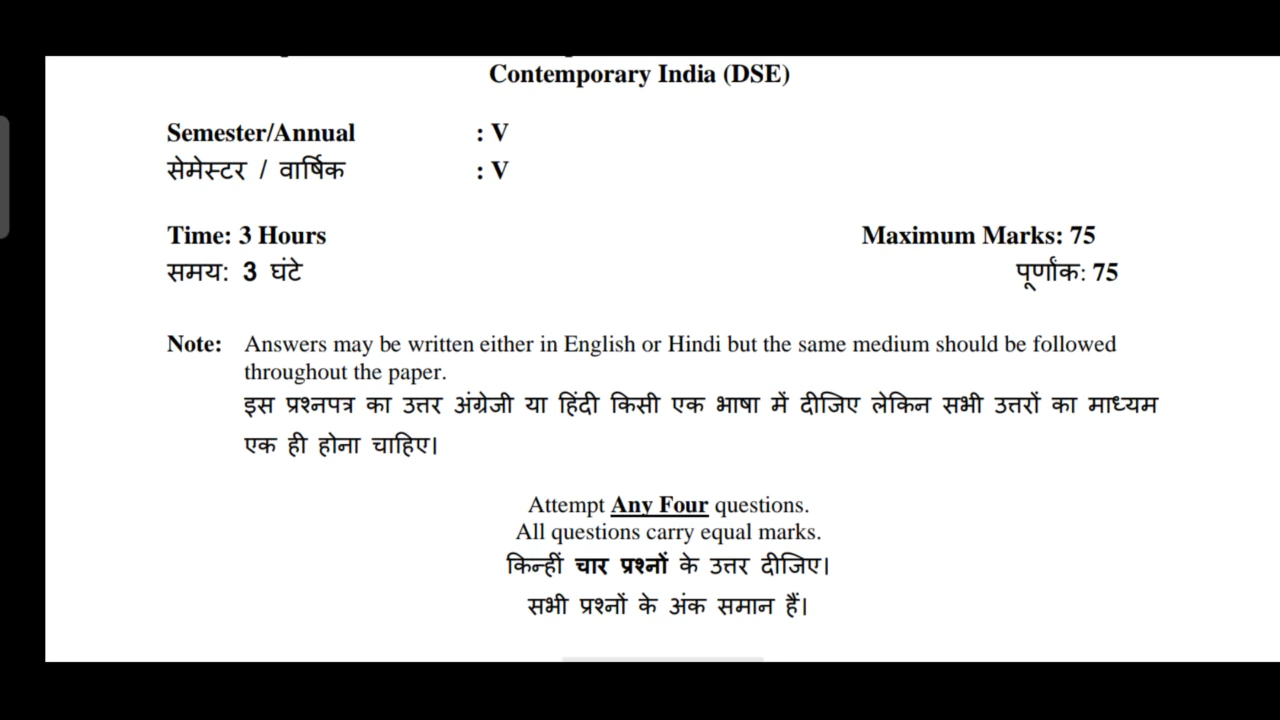 Contemporary India (DSE)
Semester/Annual : V
सेमेस्टर / वार्षिक : V
Time: 3 Hours Maximum Marks: 75
समय: 3 घंटे पूर्णांक: 75
Note: Answers may be written either in English or Hindi but the same medium should be followed
throughout the paper.
इस प्रश्नपत्र का उत्तर अंग्रेजी या हिंदी किसी एक भाषा में दीजिए लेकिन सभी उत्तरों का माध्यम
एक ही होना चाहिए।
Attempt Any Four questions.
All questions carry equal marks.
किन्हीं चार प्रश्नों के उत्तर दीजिए।
सभी प्रश्नों के अंक समान हैं।